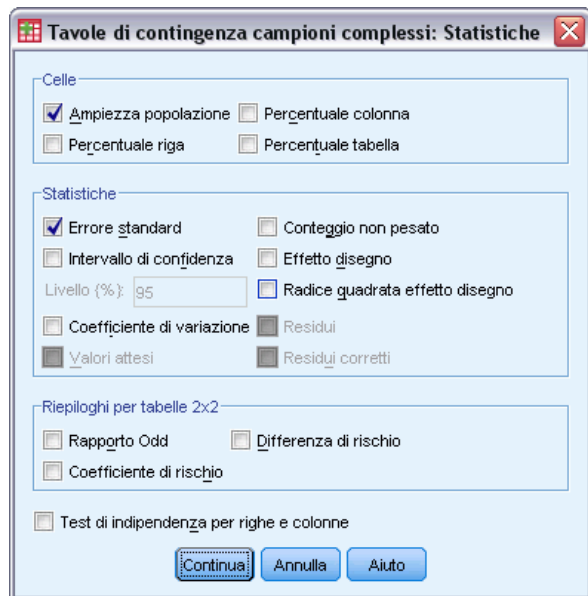 Tavole di contingenza campioni complessi: Statistiche
Celle
Ampiezza popolazione Percentuale colonna
Percentuale riga Percentuale tabella
Statistiche
Errore standard Conteggio non pesato
Intervallo di confidenza Effetto disegno
Livello (%): 95 Radice quadrata effetto disegno
Coefficiente di variazione Residui
Valori attesi Residui corretti
Riepiloghi per tabelle 2x2
Rapporto Odd Differenza di rischio
Coefficiente di rischio
Test di indipendenza per righe e colonne
Continua Annulla Aiuto